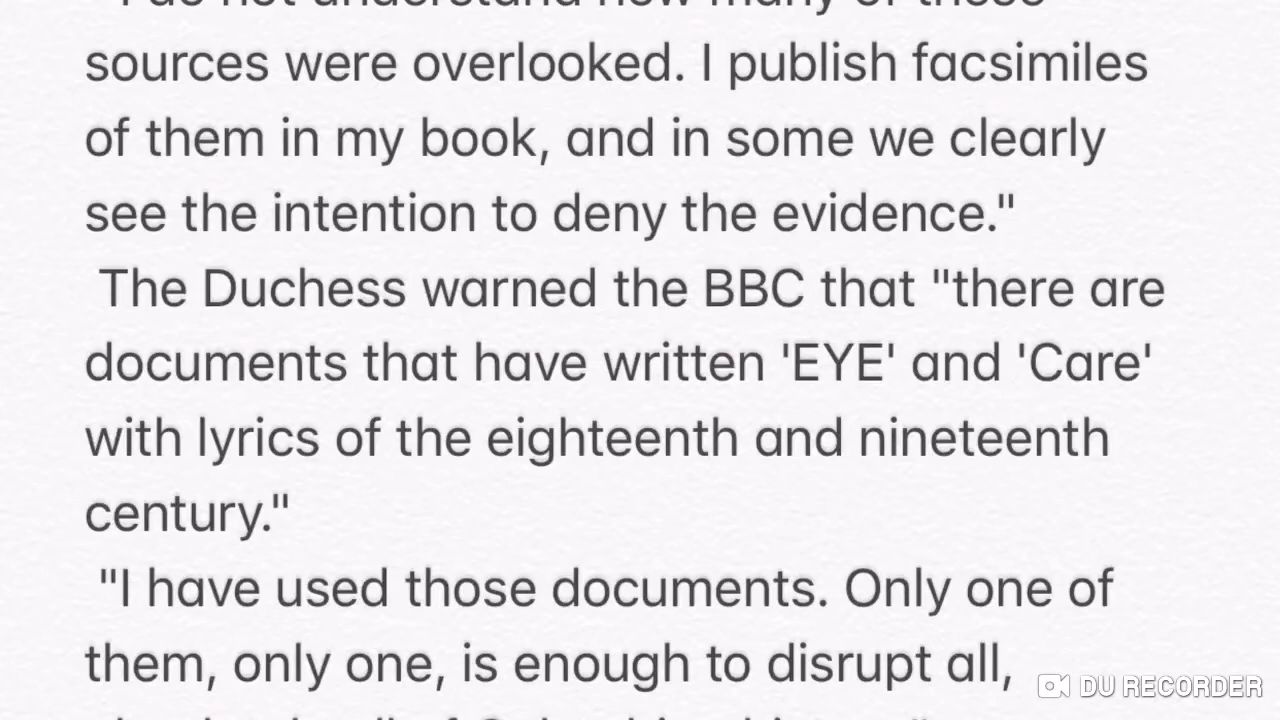 sources were overlooked. I publish facsimiles
of them in my book, and in some we clearly
see the intention to deny the evidence."
The Duchess warned the BBC that "there are
documents that have written 'EYE' and 'Care'
with lyrics of the eighteenth and nineteenth
century."
"I have used those documents. Only one of
them, only one, is enough to disrupt all,
DU RECORDER